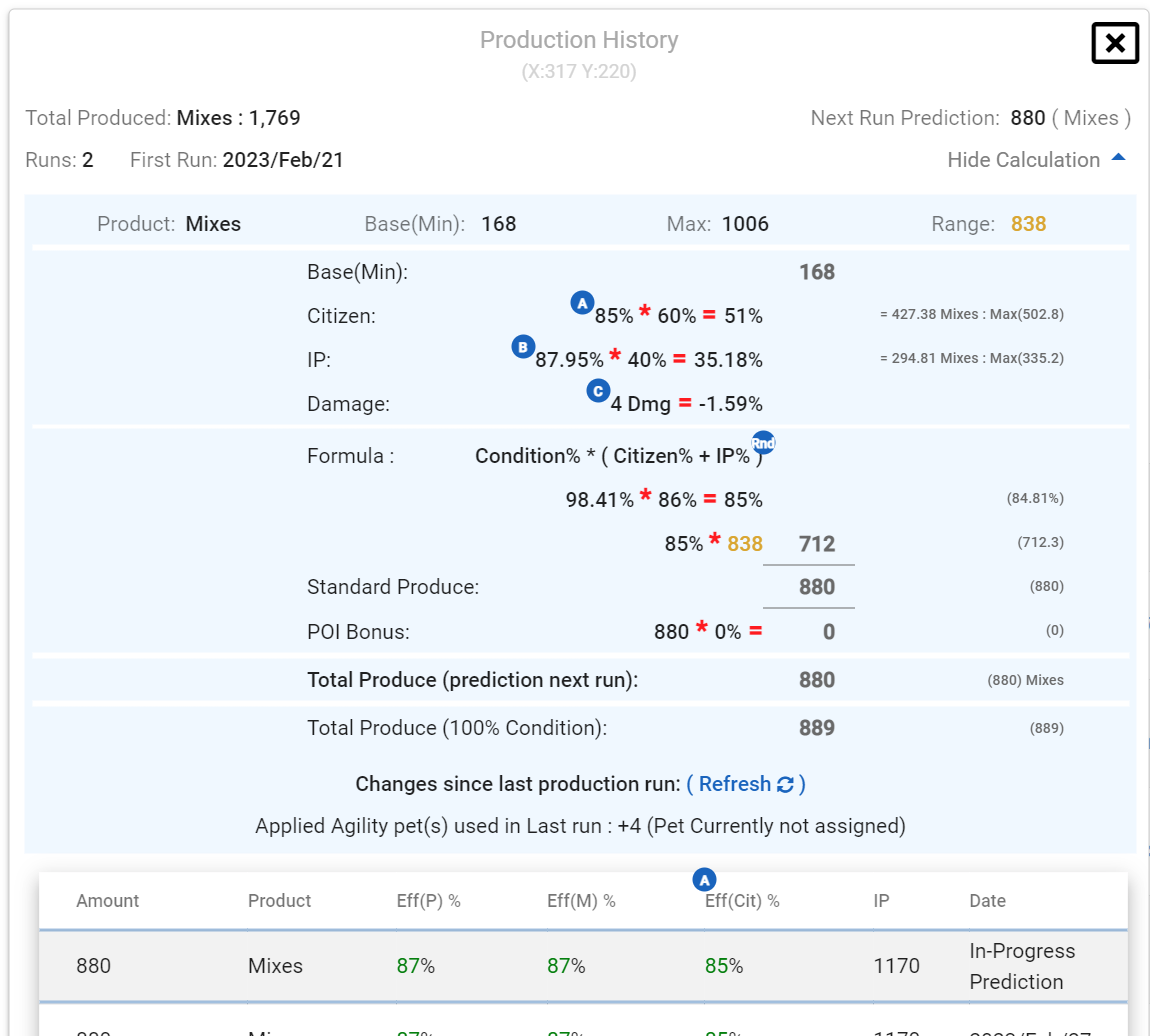 Production History
(X:317 Y:220)
Total Produced: Mixes : 1,769 Next Run Prediction: 880 ( Mixes )
Runs: 2 First Run: 2023/Feb/21 Hide Calculation
Product: Mixes Base(Min): 168 Max: 1006 Range: 838
Base(Min): 168
Citizen: A 85% * 60% = 51% = 427.38 Mixes : Max(502.8)
IP: B 87.95% * 40% = 35.18% = 294.81 Mixes : Max(335.2)
Damage: C 4 Dmg = -1.59%
Formula : Condition% * ( Citizen% + IP% ) Rnd
98.41% * 86% = 85% (84.81%)
85% * 838 712 (712.3)
Standard Produce: 880 (880)
POI Bonus: 880 * 0% = 0 (0)
Total Produce (prediction next run): 880 (880) Mixes
Total Produce (100% Condition): 889 (889)
Changes since last production run: ( Refresh )
Applied Agility pet(s) used in Last run : +4 (Pet Currently not assigned)
A
Amount Product Eff(P) % Eff(M) % Eff(Cit) % IP Date
880 Mixes 87% 87% 85% 1170 In-Progress
Prediction